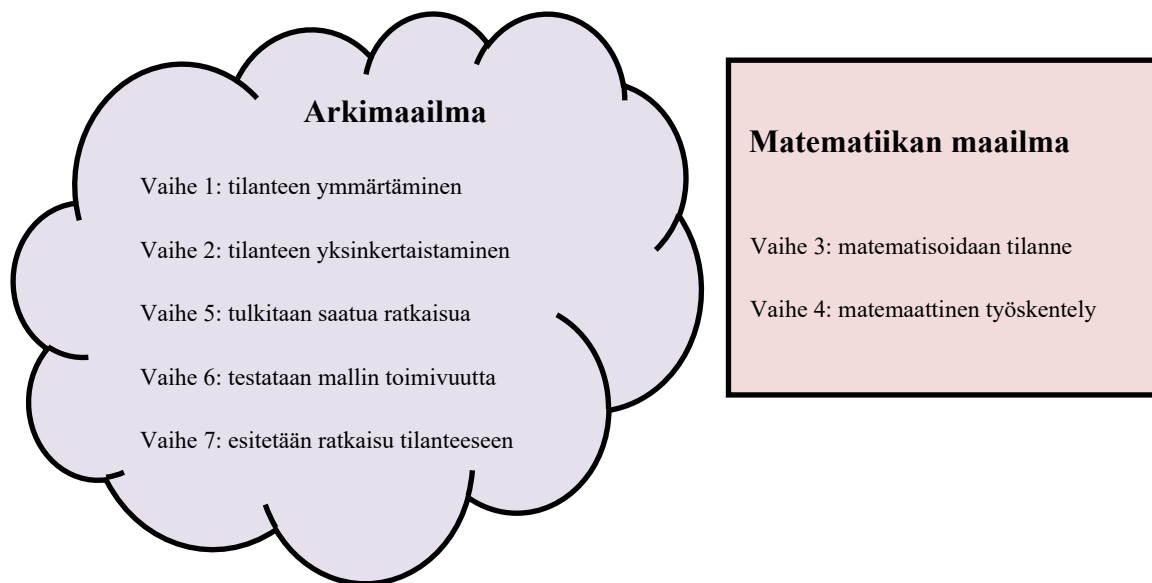 Arkimaailma
Vaihe 1: tilanteen ymmärtäminen
Vaihe 2: tilanteen yksinkertaistaminen
Vaihe 5: tulkitaan saatua ratkaisua
Vaihe 6: testataan mallin toimivuutta
Vaihe 7: esitetään ratkaisu tilanteeseen
Matematiikan maailma
Vaihe 3: matematisoidaan tilanne
Vaihe 4: matemaattinen työskentely